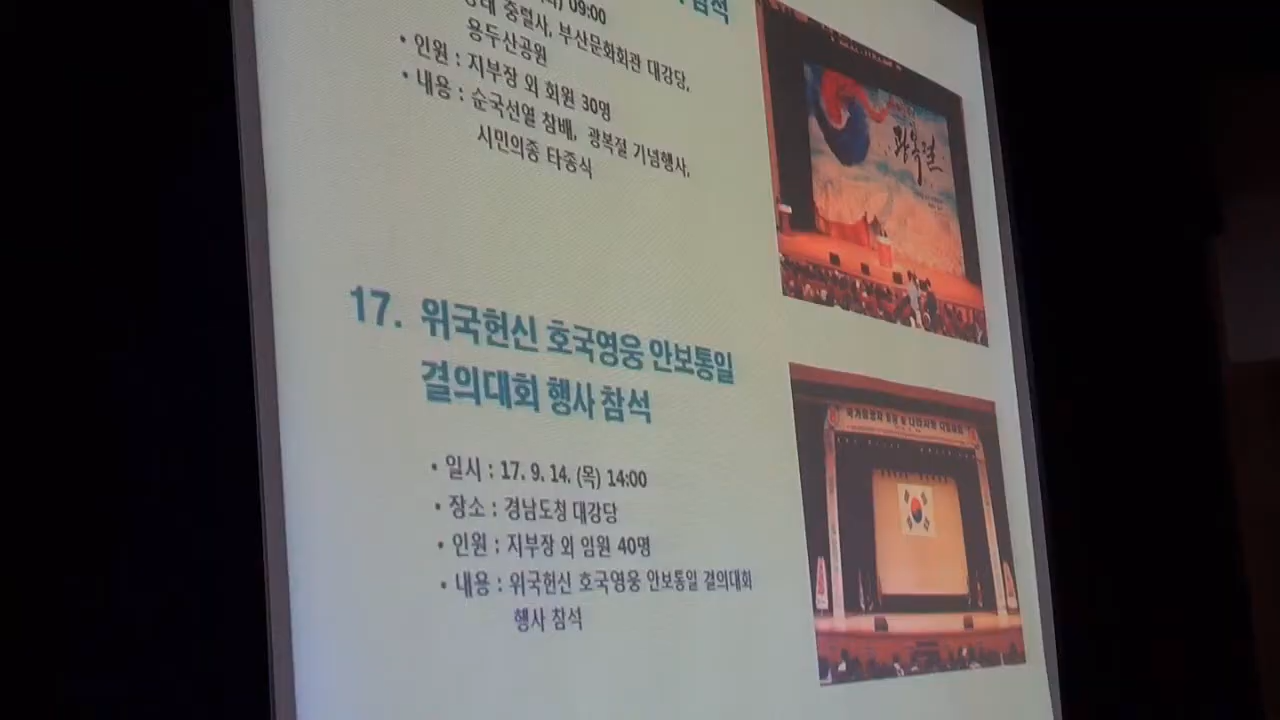 참석
09:00
중렬사, 부산문화회관 대강당,
용두산공원
• 인원 : 지부장 외 회원 30명
• 내용 : 순국선열 참배, 광복절 기념행사,
시민의종 타종식
광복절
17. 위국헌신 호국영웅 안보통일
결의대회 행사 참석
• 일시 : 17. 9. 14. (목) 14:00
• 장소 : 경남도청 대강당
• 인원 : 지부장 외 임원 40명
• 내용 : 위국헌신 호국영웅 안보통일 결의대회
행사 참석